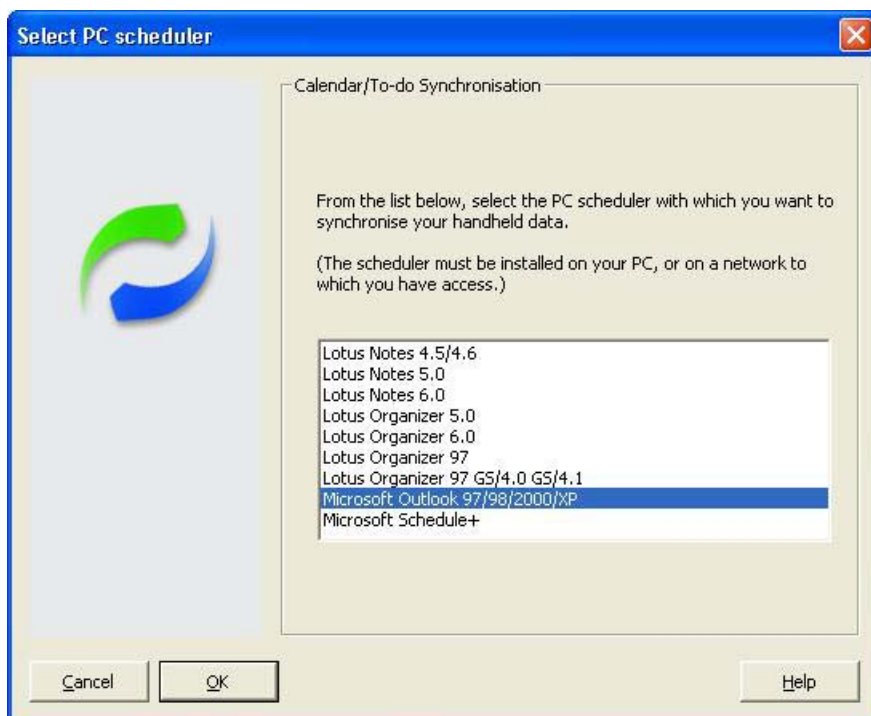 Select PC scheduler
Calendar/To-do Synchronisation
From the list below, select the PC scheduler with which you want to
synchronise your handheld data.
(The scheduler must be installed on your PC, or on a network to
which you have access.)
Lotus Notes 4.5/4.6
Lotus Notes 5.0
Lotus Notes 6.0
Lotus Organizer 5.0
Lotus Organizer 6.0
Lotus Organizer 97
Lotus Organizer 97 GS/4.0 GS/4.1
Microsoft Outlook 97/98/2000/XP
Microsoft Schedule+
Cancel
OK
Help